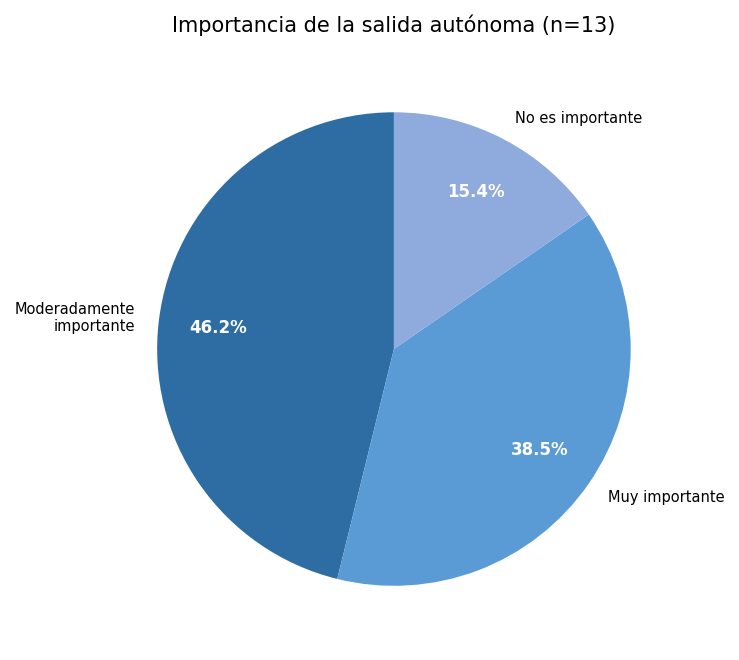 Importancia de la salida autónoma (n=13)
No es importante
15.4%
Moderadamente
importante
46.2%
38.5%
Muy importante